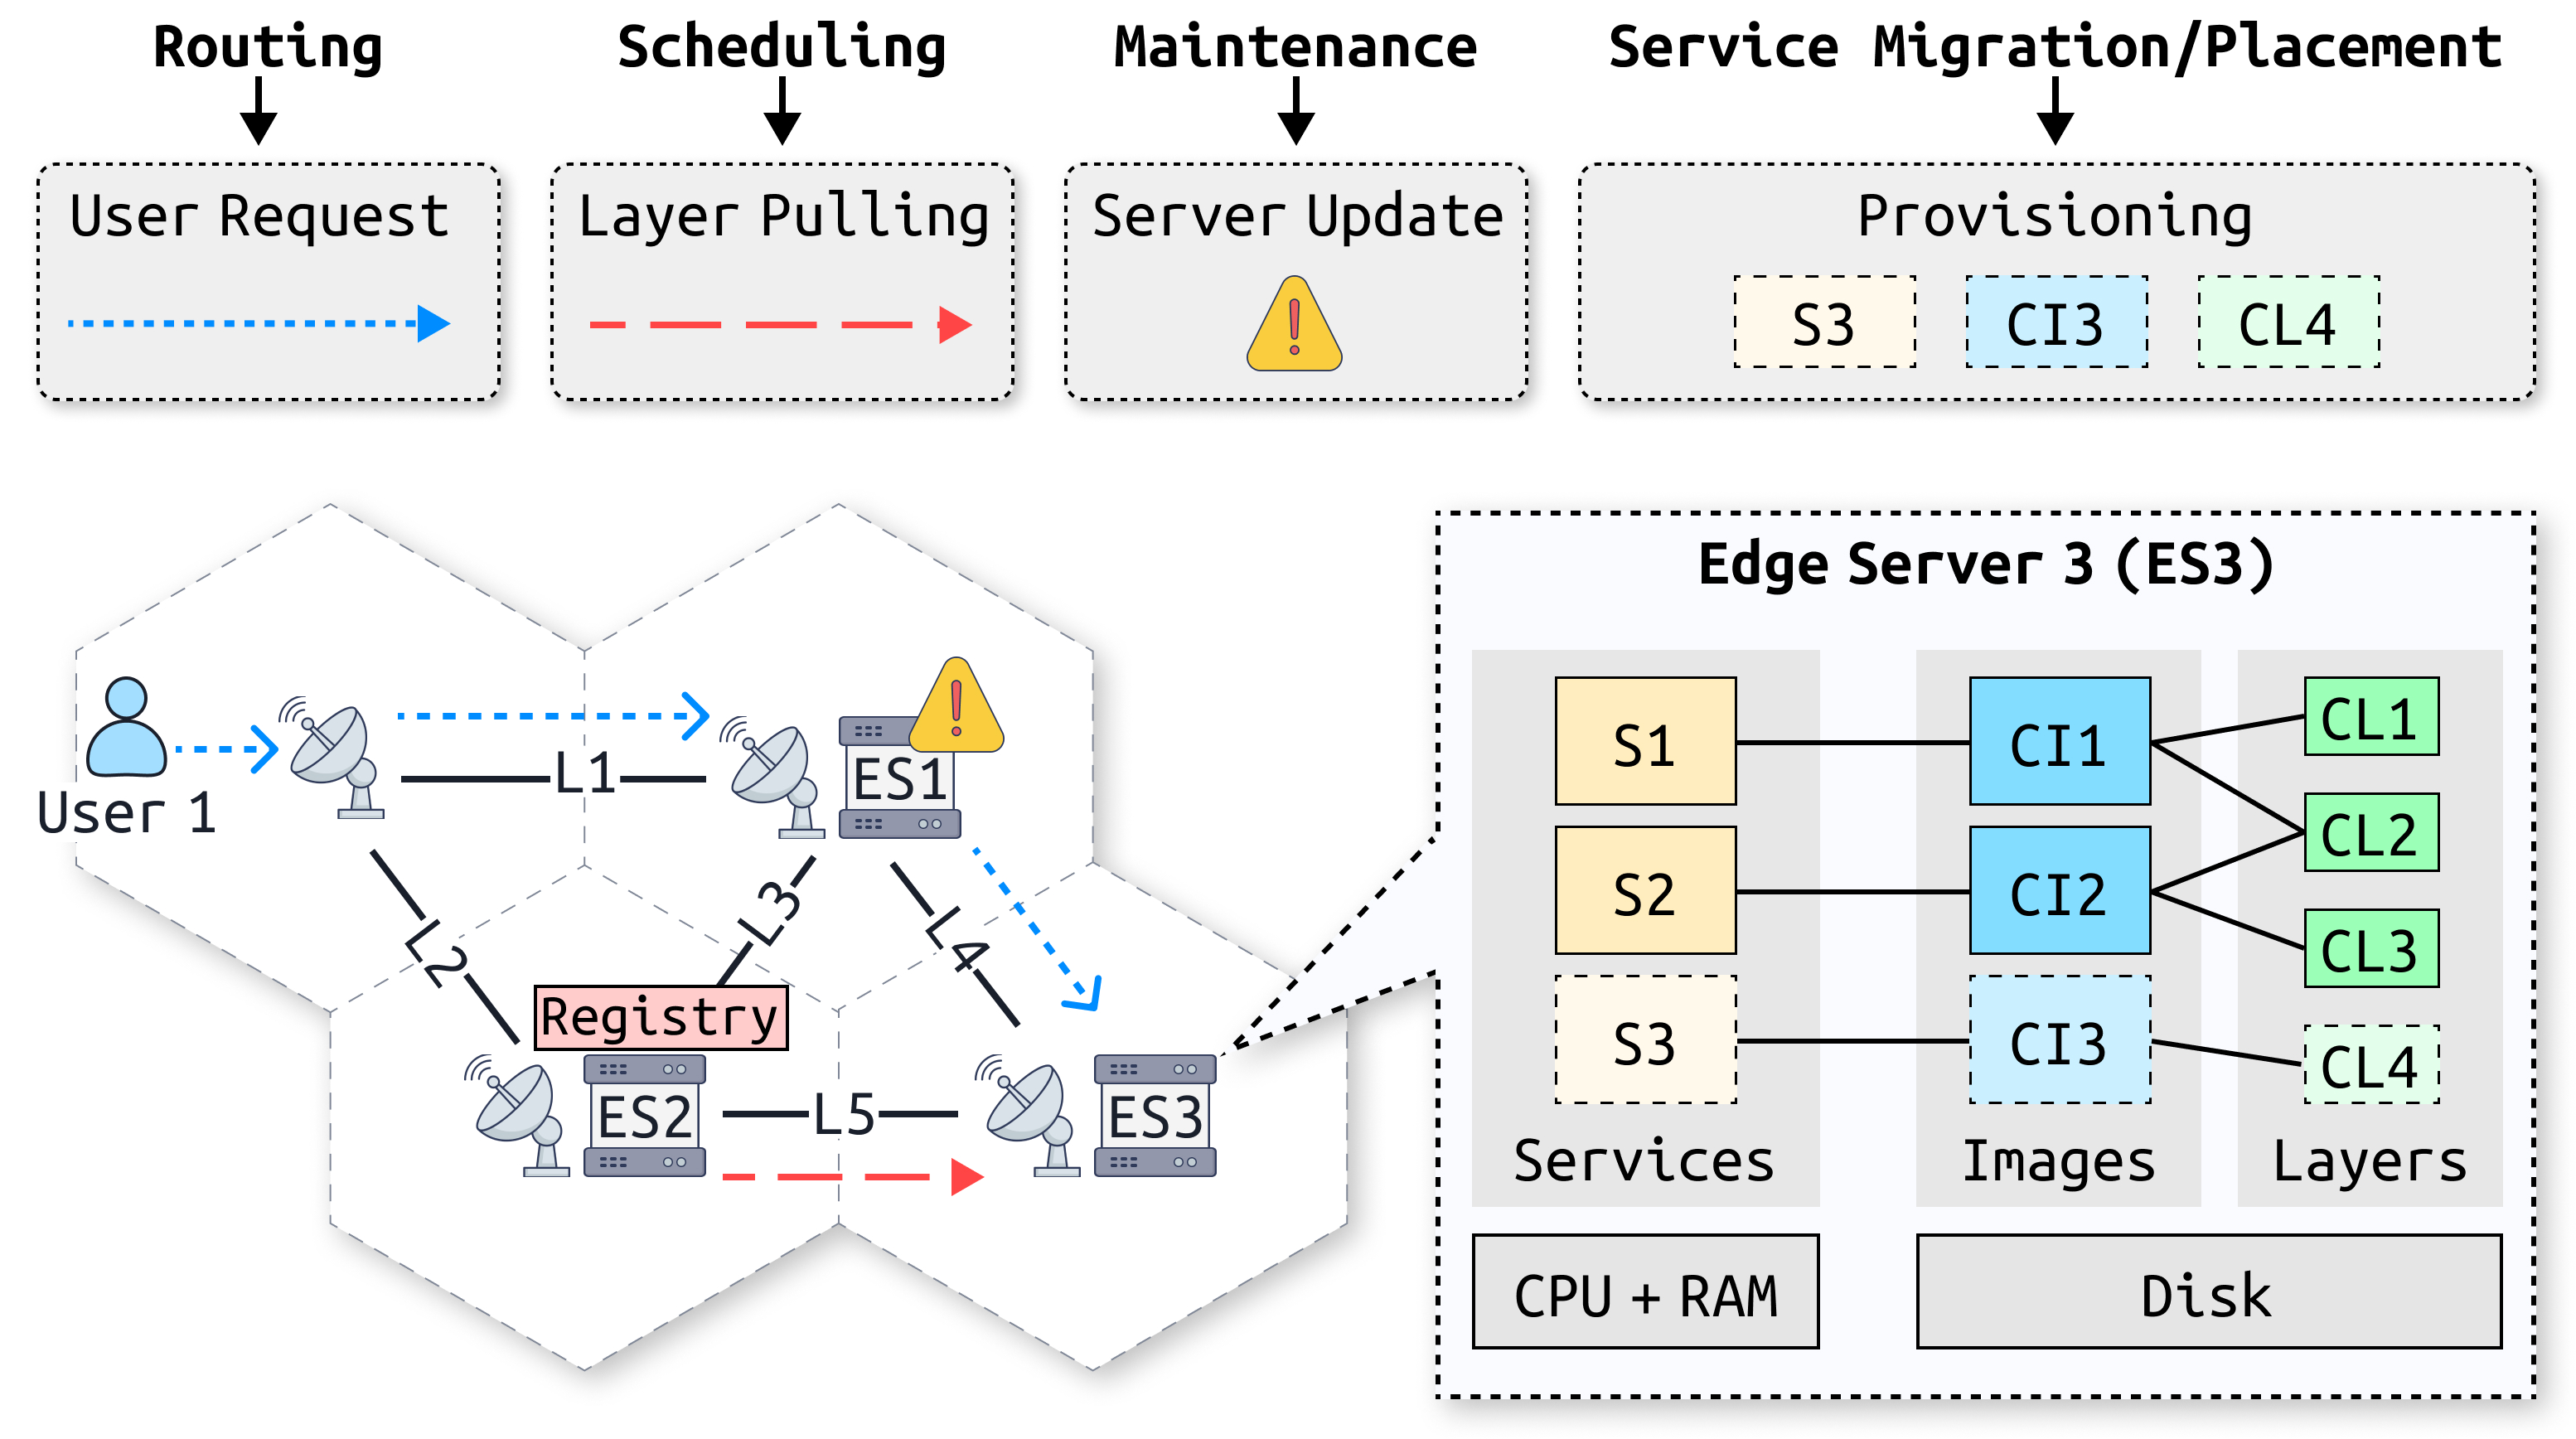 Routing
Scheduling
Maintenance
Service Migration/Placement
User Request
Layer Pulling
Server Update
Provisioning
S3
CI3
CL4
User 1
L1
ES1
L2
L3
L4
Registry
ES2
L5
ES3
Edge Server 3 (ES3)
S1
CI1
CL1
CL2
S2
CI2
CL3
S3
CI3
CL4
Services
Images
Layers
CPU + RAM
Disk